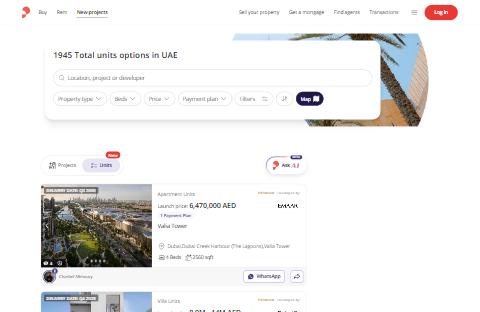 Buy Rent New projects Sell your property Get a mortgage Find agents Transactions Log in
1945 Total units options in UAE
Location, project or developer
Property type Beds Price Payment plan Filters Map
New
Projects Units
Ask AI
Apartment Units
Launch price: 6,470,000 AED
EMAAR
1 Payment Plan
Valia Tower
Dubai,Dubai Creek Harbour (The Lagoons),Valia Tower
4 Beds 2560 sqft
WhatsApp
Villa Units